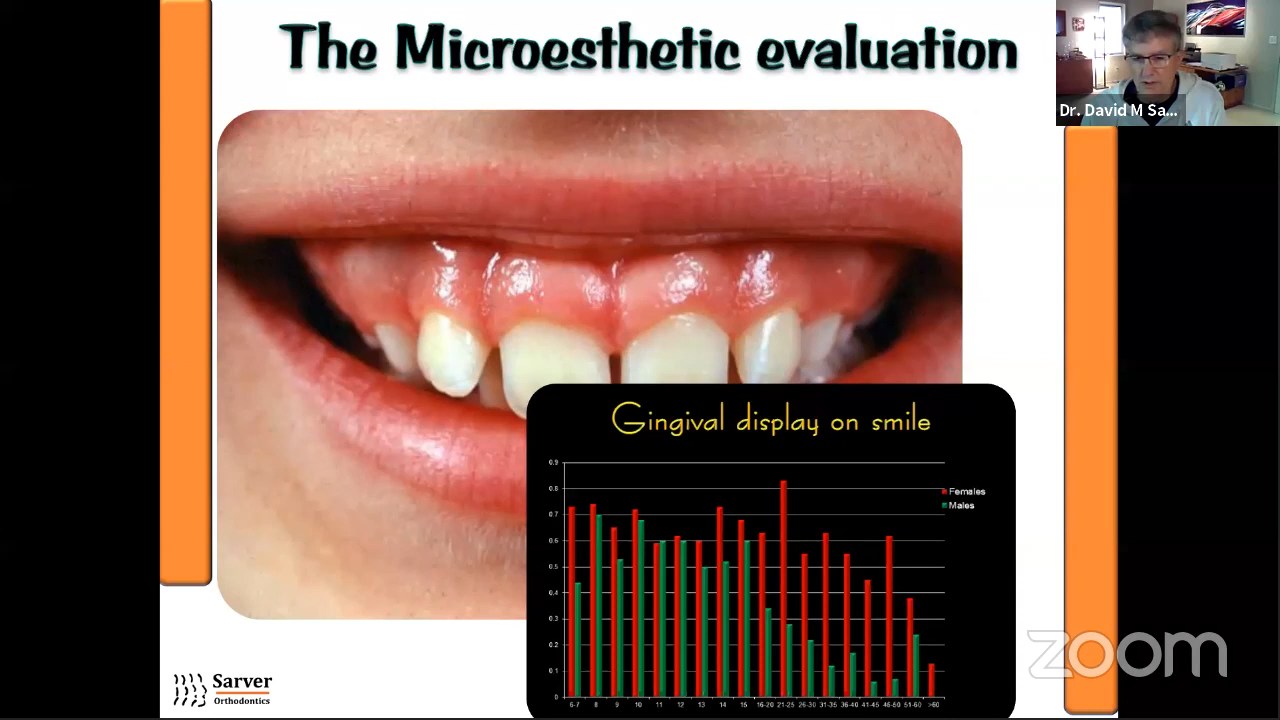 The Microesthetic evaluation
Dr. David M Sa...
Gingival display on smile
0.9
0.8
0.7
0.6
0.5
0.4
0.3
0.2
0.1
0
Females
Males
6-7 8 9 10 11 12 13 14 15 16-20 21-25 26-30 31-35 36-40 41-45 46-50 51-60 >60
Sarver
Orthodontics
zoom